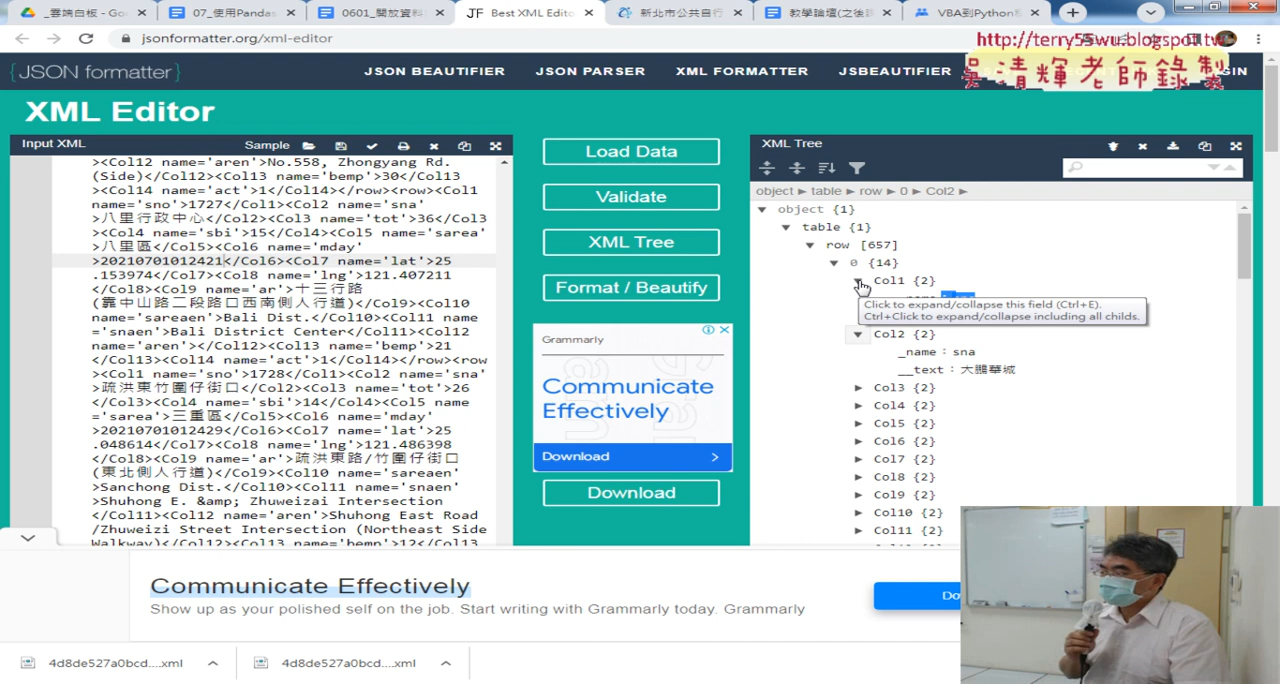 _雲端白板 - Goo
07_使用Pandas
0601_開放資料
Best XML Edito
新北市公共自行
教學論壇(之後課
VBA到Python程
jsonformatter.org/xml-editor
http://terry55wu.blogspot.tw
吳清輝老師錄製
{JSON formatter}
JSON BEAUTIFIER
JSON PARSER
XML FORMATTER
JSBEAUTIFIER
XML Editor
Input XML
Sample
><Col12 name='aren'>No.558, Zhongyang Rd.
(Side)</Col12><Col13 name='bemp'>30</Col13
><Col14 name='act'>1</Col14></row><row><Col1
name='sno'>1727</Col1><Col2 name='sna'
>八里行政中心</Col2><Col3 name='tot'>36</Col3
><Col4 name='sbi'>15</Col4><Col5 name='sarea'
>八里區</Col5><Col6 name='mday'
>20210701012421</Col6><Col7 name='lat'>25
.153974</Col7><Col8 name='lng'>121.407211
</Col8><Col9 name='ar'>十三行路
(靠中山路二段路口西南側人行道)</Col9><Col10
name='sareaen'>Bali Dist.</Col10><Col11 name
='snaen'>Bali District Center</Col11><Col12
name='aren'></Col12><Col13 name='bemp'>21
</Col13><Col14 name='act'>1</Col14></row><row
><Col1 name='sno'>1728</Col1><Col2 name='sna'
>疏洪東竹圍仔街口</Col2><Col3 name='tot'>26
</Col3><Col4 name='sbi'>14</Col4><Col5 name
='sarea'>三重區</Col5><Col6 name='mday'
>20210701012429</Col6><Col7 name='lat'>25
.048614</Col7><Col8 name='lng'>121.486398
</Col8><Col9 name='ar'>疏洪東路/竹圍仔街口
(東北側人行道)</Col9><Col10 name='sareaen'
>Sanchong Dist.</Col10><Col11 name='snaen'
>Shuhong E. &amp; Zhuweizai Intersection
</Col11><Col12 name='aren'>Shuhong East Road
/Zhuweizi Street Intersection (Northeast Side
Walkway)</Col12><Col13 name='bemp'>12</Col13
Load Data
Validate
XML Tree
Format / Beautify
Grammarly
Communicate
Effectively
Download
Download
XML Tree
object ► table ► row ► 0 ► Col2 ►
object {1}
table {1}
row [657]
0 {14}
Col1 {2}
Click to expand/collapse this field (Ctrl+E).
Ctrl+Click to expand/collapse including all childs.
Col2 {2}
_name : sna
__text : 大鵬華城
Col3 {2}
Col4 {2}
Col5 {2}
Col6 {2}
Col7 {2}
Col8 {2}
Col9 {2}
Col10 {2}
Col11 {2}
Communicate Effectively
Show up as your polished self on the job. Start writing with Grammarly today. Grammarly
4d8de527a0bcd....xml
4d8de527a0bcd....xml